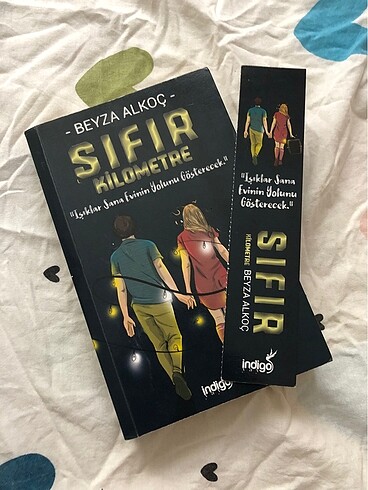 - BEYZA ALKOÇ -
SIFIR
KİLOMETRE
"Işıklar Sana Evinin Yolunu Gösterecek."
indigo
"Işıklar Sana
Evinin Yolunu
Gösterecek."
SIFIR
KİLOMETRE
BEYZA ALKOÇ
indigo